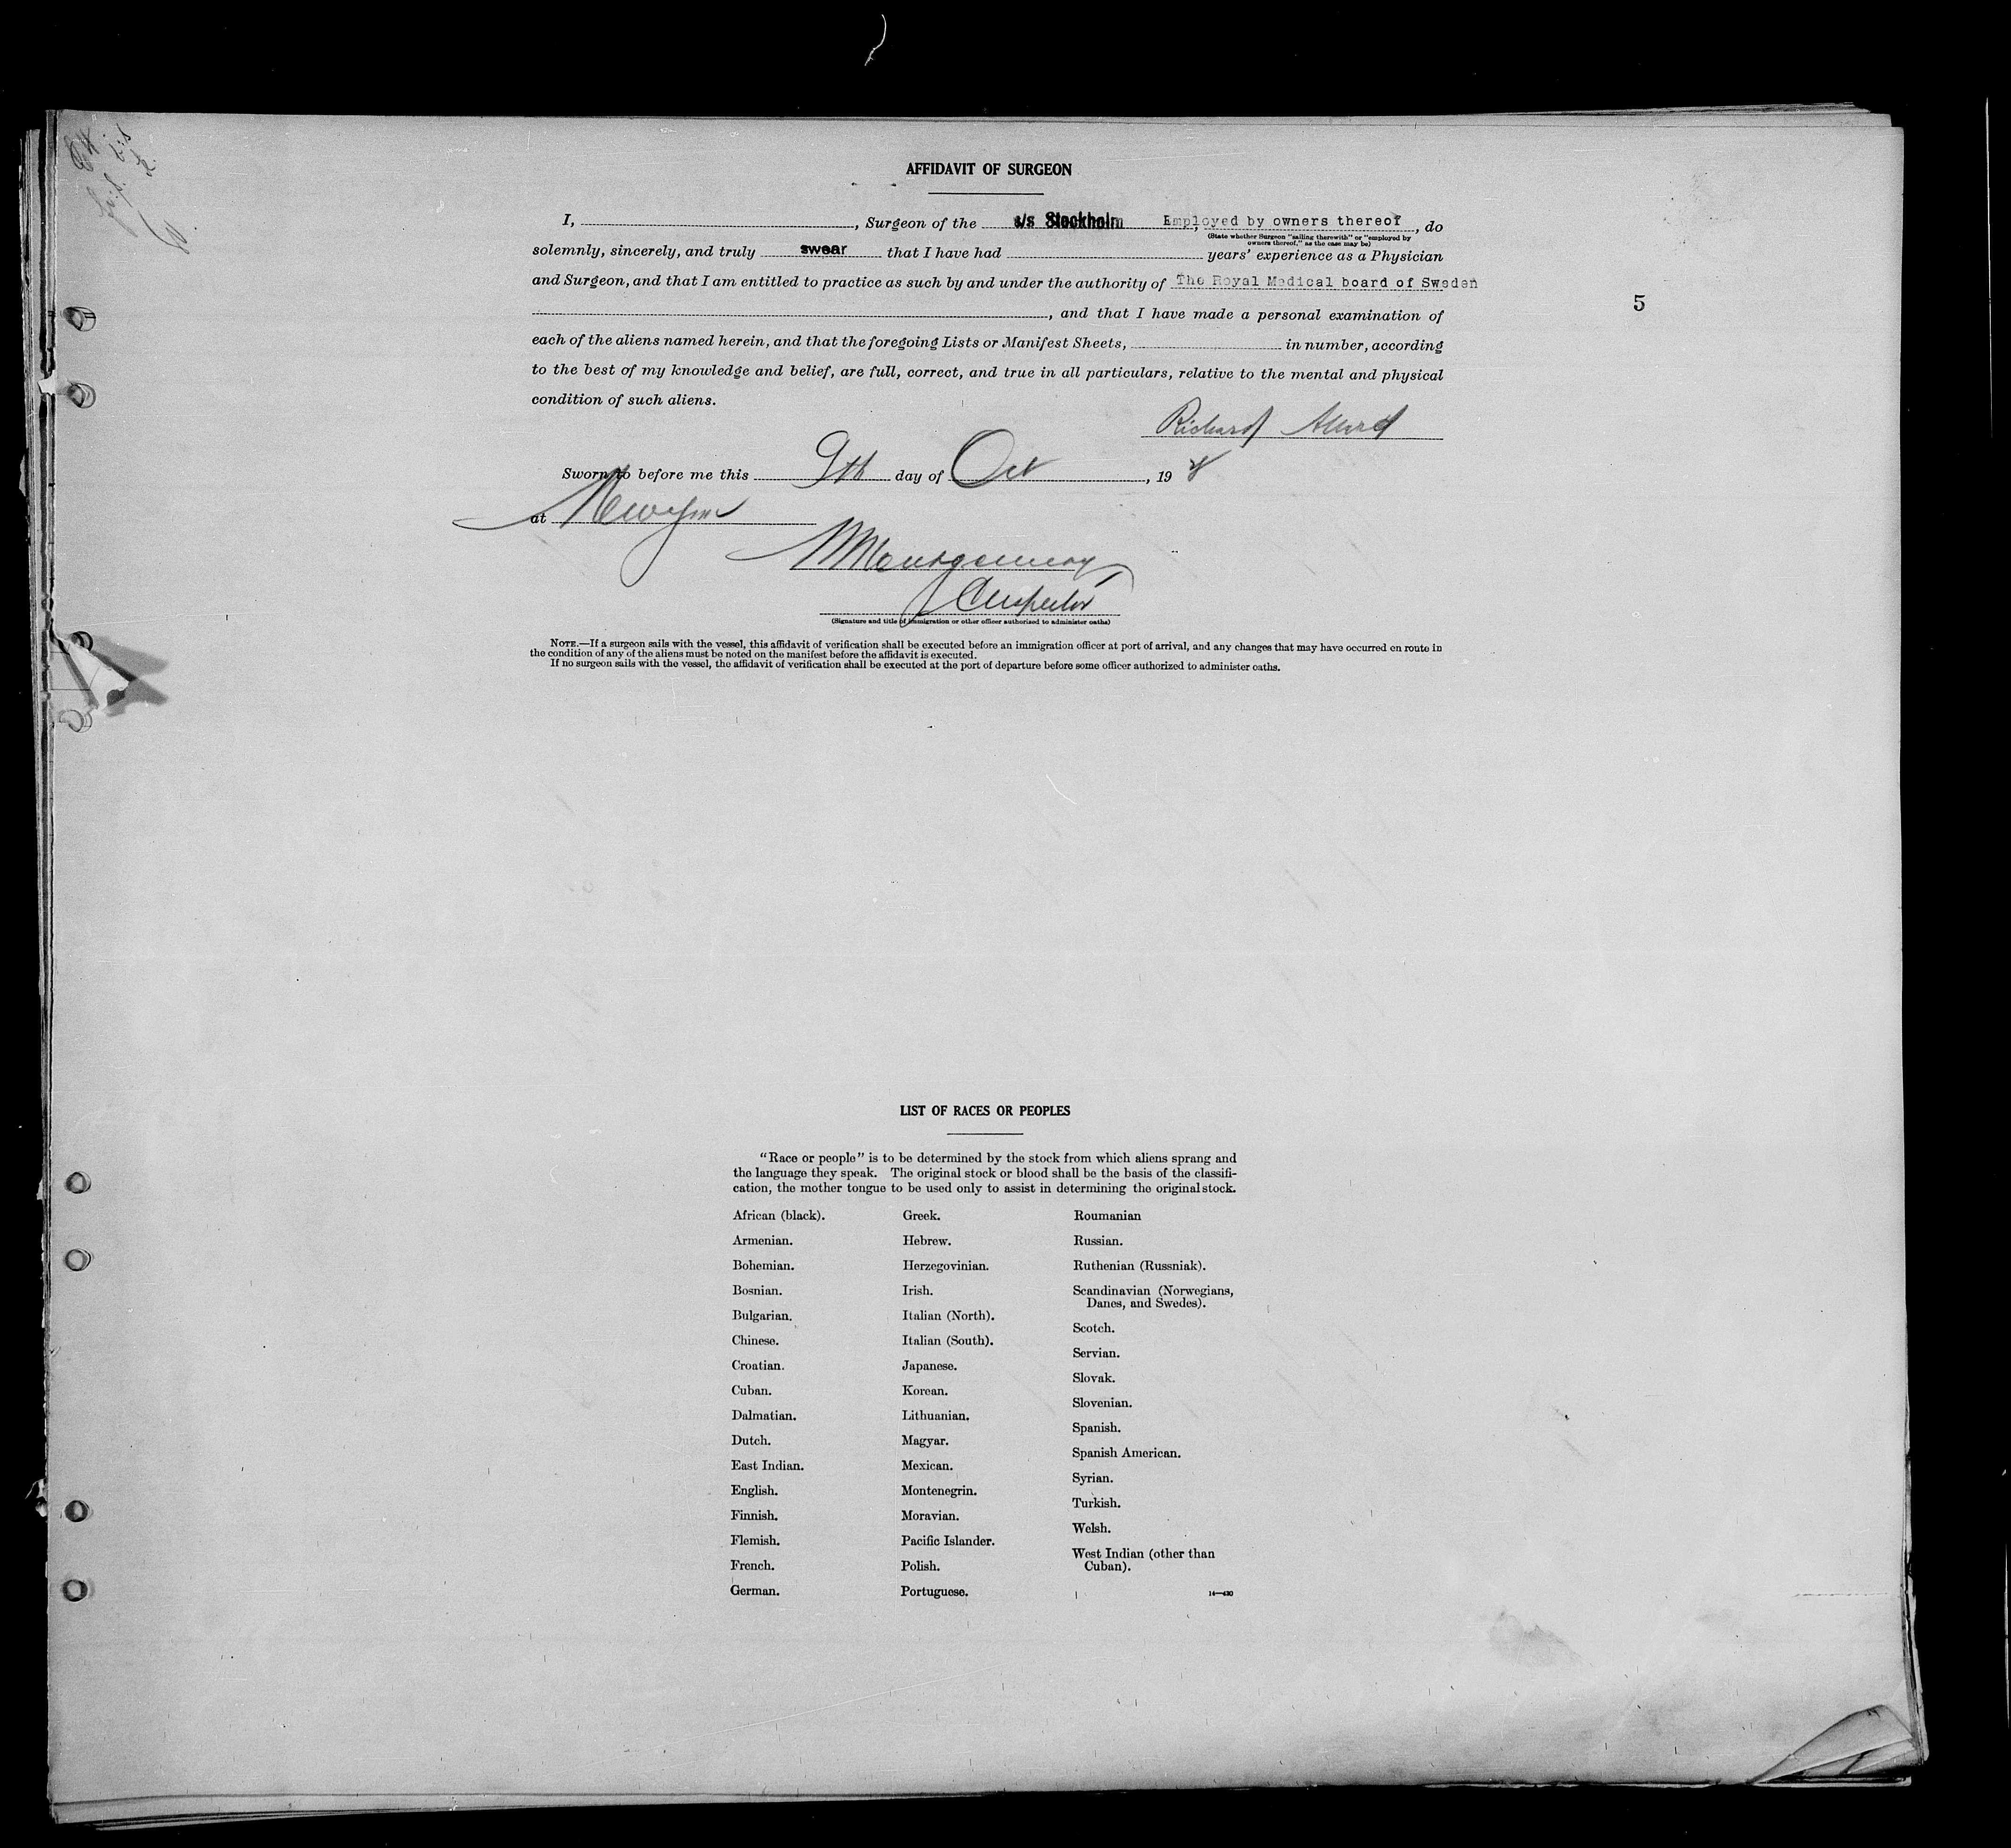 AFFIDAVIT OF SURGEON
I, , Surgeon of the s/s Stockholm , Employed by owners thereof , do
(State whether Surgeon "sailing therewith" or "employed by
owners thereof," as the case may be)
solemnly, sincerely, and truly swear that I have had years' experience as a Physician
and Surgeon, and that I am entitled to practice as such by and under the authority of The Royal Medical board of Sweden
, and that I have made a personal examination of
5
each of the aliens named herein, and that the foregoing Lists or Manifest Sheets, in number, according
to the best of my knowledge and belief, are full, correct, and true in all particulars, relative to the mental and physical
condition of such aliens.
Richard
Sworn to before me this 9th day of Oct , 19
at New York
Montgomery
Inspector
(Signature and title of immigration or other officer authorized to administer oaths)
NOTE.—If a surgeon sails with the vessel, this affidavit of verification shall be executed before an immigration officer at port of arrival, and any changes that may have occurred en route in
the condition of any of the aliens must be noted on the manifest before the affidavit is executed.
If no surgeon sails with the vessel, the affidavit of verification shall be executed at the port of departure before some officer authorized to administer oaths.
LIST OF RACES OR PEOPLES
"Race or people" is to be determined by the stock from which aliens sprang and
the language they speak. The original stock or blood shall be the basis of the classifi-
cation, the mother tongue to be used only to assist in determining the original stock.
African (black).
Armenian.
Bohemian.
Bosnian.
Bulgarian.
Chinese.
Croatian.
Cuban.
Dalmatian.
Dutch.
East Indian.
English.
Finnish.
Flemish.
French.
German.
Greek.
Hebrew.
Herzegovinian.
Irish.
Italian (North).
Italian (South).
Japanese.
Korean.
Lithuanian.
Magyar.
Mexican.
Montenegrin.
Moravian.
Pacific Islander.
Polish.
Portuguese.
Roumanian
Russian.
Ruthenian (Russniak).
Scandinavian (Norwegians,
Danes, and Swedes).
Scotch.
Servian.
Slovak.
Slovenian.
Spanish.
Spanish American.
Syrian.
Turkish.
Welsh.
West Indian (other than
Cuban).
14—430